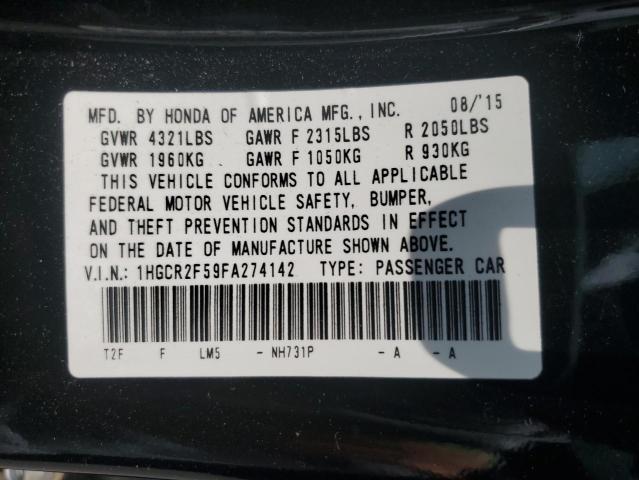 MFD. BY HONDA OF AMERICA MFG., INC. 08/'15
GVWR 4321LBS GAWR F 2315LBS R 2050LBS
GVWR 1960KG GAWR F 1050KG R 930KG
THIS VEHICLE CONFORMS TO ALL APPLICABLE
FEDERAL MOTOR VEHICLE SAFETY, BUMPER,
AND THEFT PREVENTION STANDARDS IN EFFECT
ON THE DATE OF MANUFACTURE SHOWN ABOVE.
V.I.N.: 1HGCR2F59FA274142 TYPE: PASSENGER CAR
T2F F LM5 - NH731P - A - A